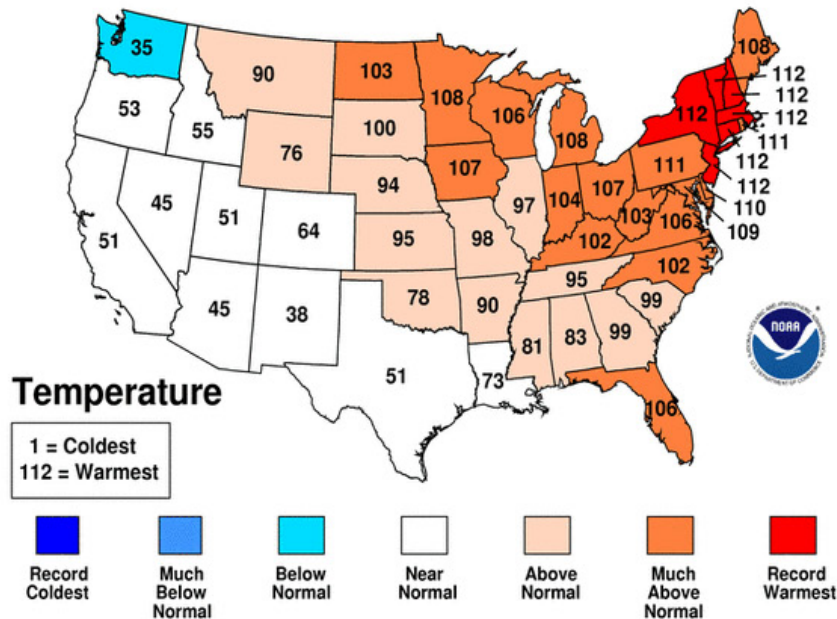 35
90
103
108
108
112
112
112
112
111
112
112
110
109
53
55
76
100
106
108
107
111
51
45
51
64
94
95
97
104
107
103
106
98
102
102
95
45
38
78
90
99
81
83
99
51
73
106
NOAA
Temperature
1 = Coldest
112 = Warmest
Record
Coldest
Much
Below
Normal
Below
Normal
Near
Normal
Above
Normal
Much
Above
Normal
Record
Warmest